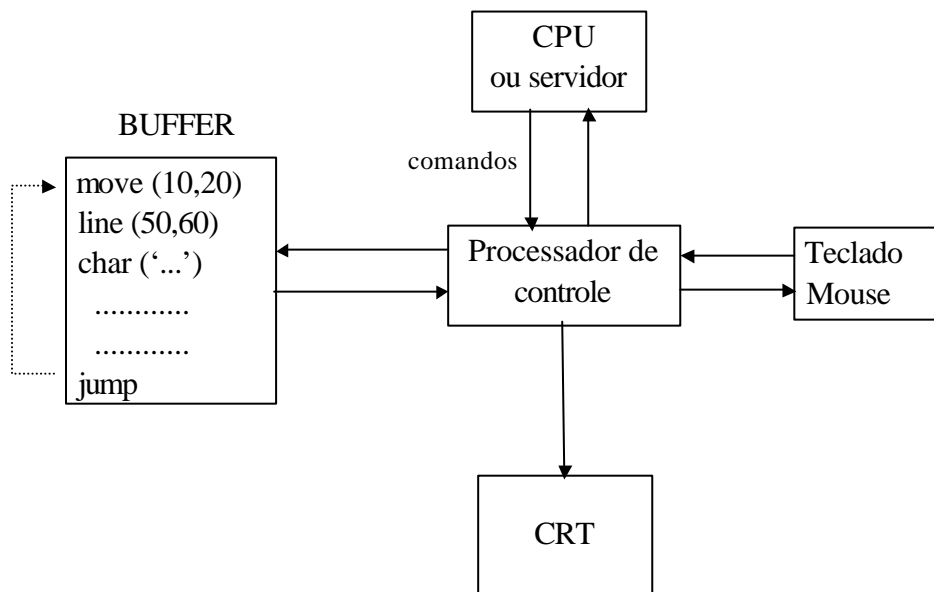 CPU
ou servidor
BUFFER
comandos
move (10,20)
line (50,60)
char (‘...’)
............
............
jump
Processador de
controle
Teclado
Mouse
CRT